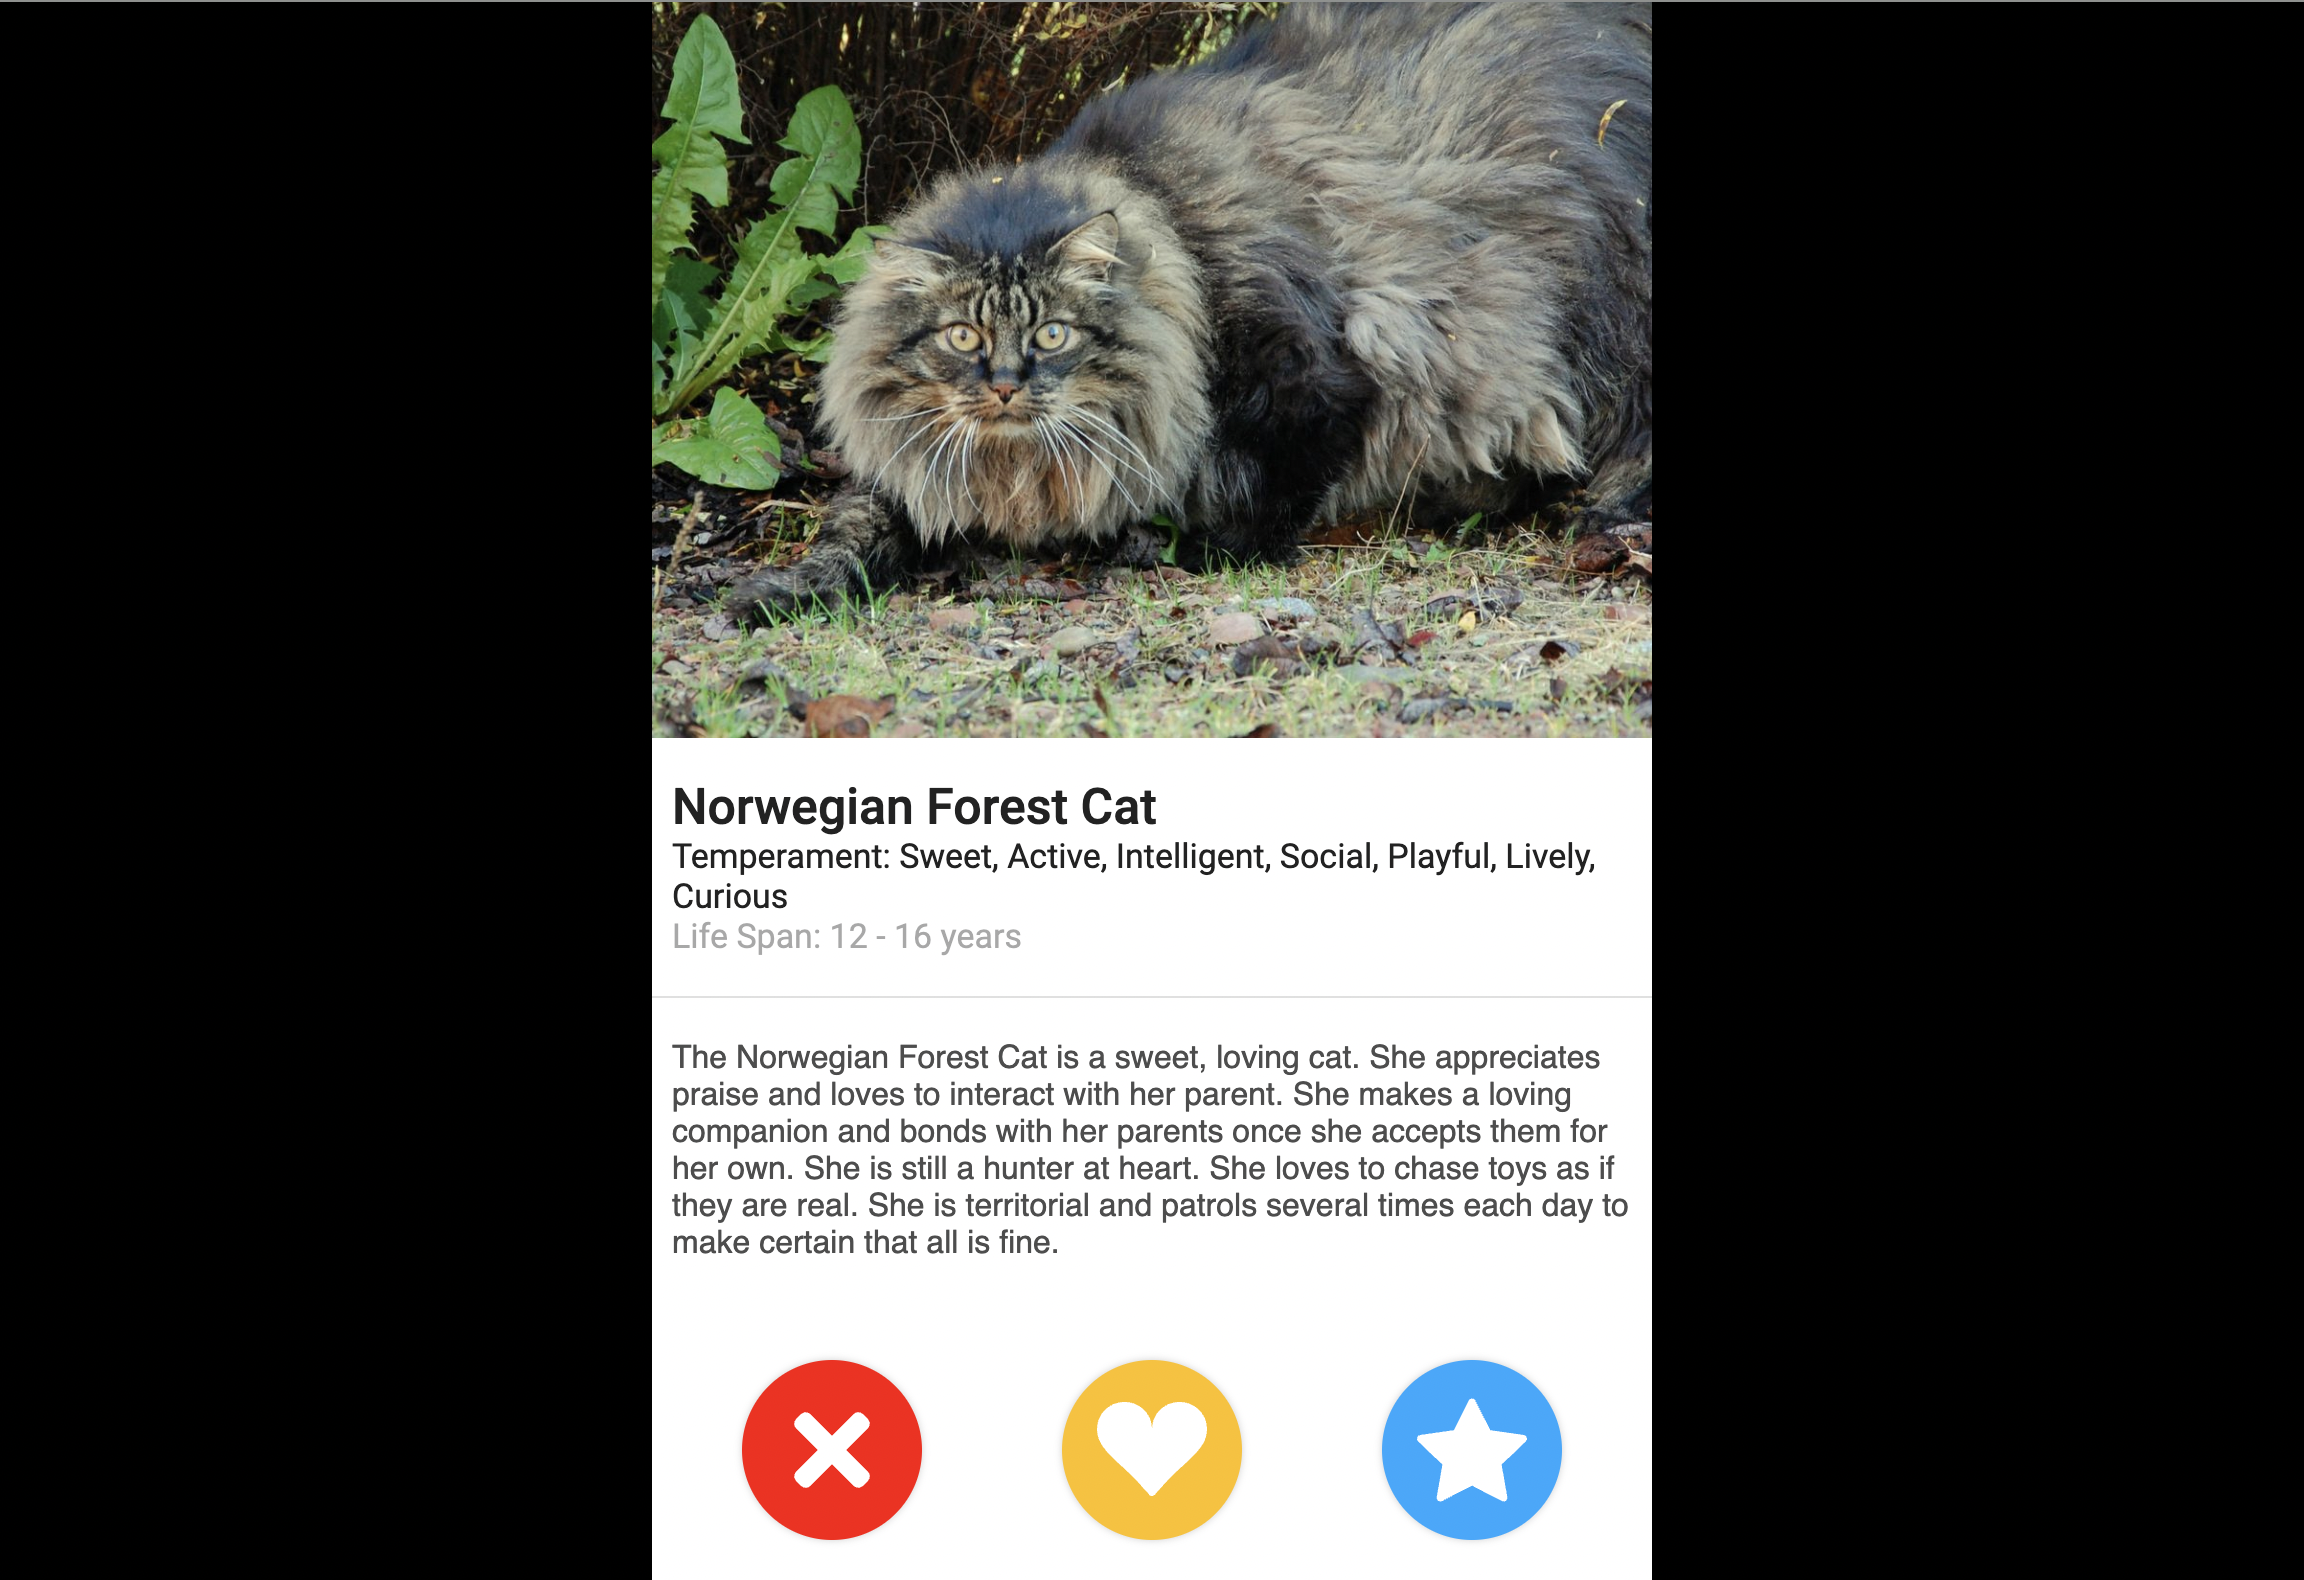 Norwegian Forest Cat
Temperament: Sweet, Active, Intelligent, Social, Playful, Lively,
Curious
Life Span: 12 - 16 years
The Norwegian Forest Cat is a sweet, loving cat. She appreciates
praise and loves to interact with her parent. She makes a loving
companion and bonds with her parents once she accepts them for
her own. She is still a hunter at heart. She loves to chase toys as if
they are real. She is territorial and patrols several times each day to
make certain that all is fine.